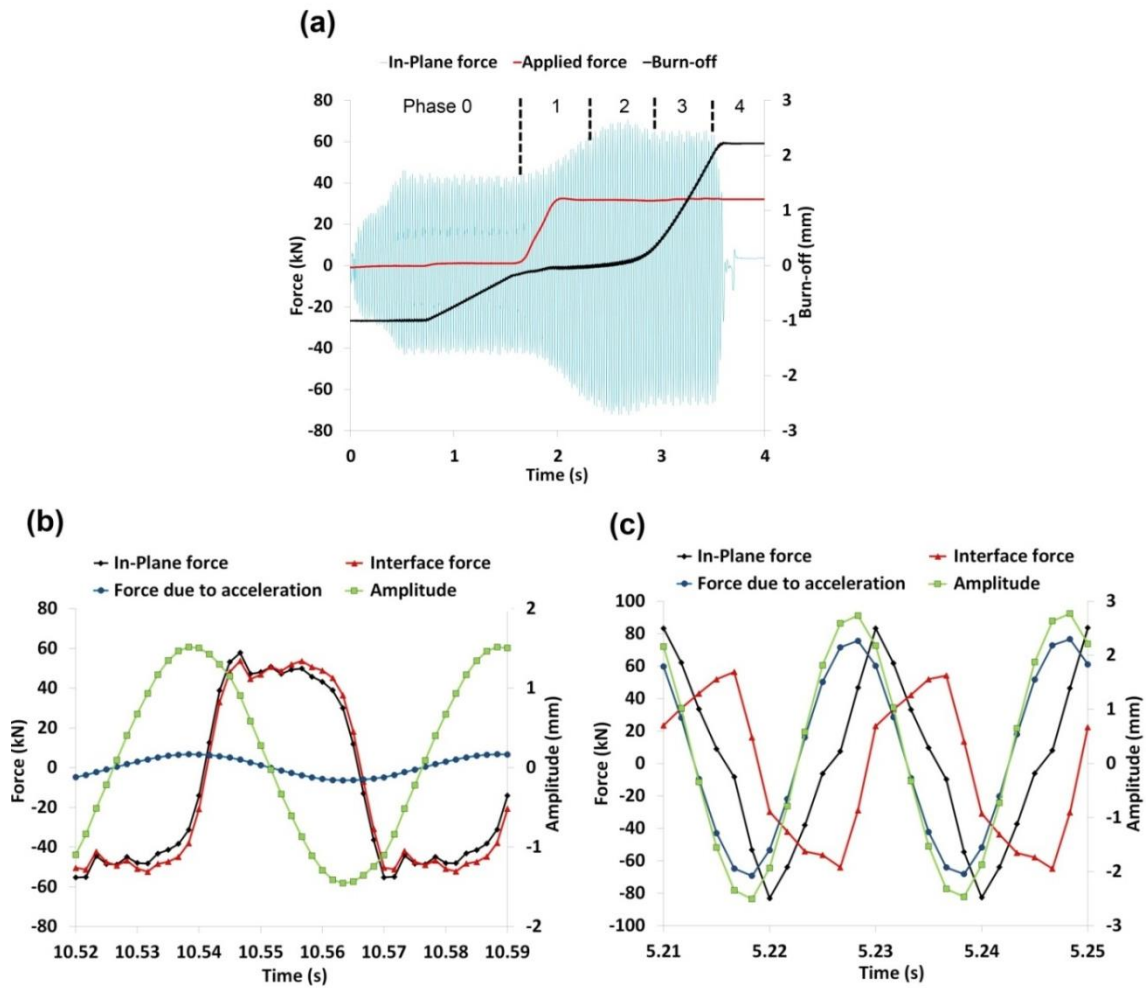 (a)
In-Plane force Applied force Burn-off
80 3
Phase 0 1 2 3 4
60 2
40 1
20
0 0
-20 -1
-40 -2
-60
-80 -3
Force (kN)
Burn-off (mm)
0 1 2 3 4
Time (s)
(b)
In-Plane force Interface force
Force due to acceleration Amplitude
80 2
60
40 1
20
0 0
-20
-40 -1
-60
-80 -2
Force (kN)
Amplitude (mm)
10.52 10.53 10.54 10.55 10.56 10.57 10.58 10.59
Time (s)
(c)
In-Plane force Interface force
Force due to acceleration Amplitude
100 3
80
60 2
40 1
20
0 0
-20
-40 -1
-60 -2
-80
-100 -3
Force (kN)
Amplitude (mm)
5.21 5.22 5.23 5.24 5.25
Time (s)